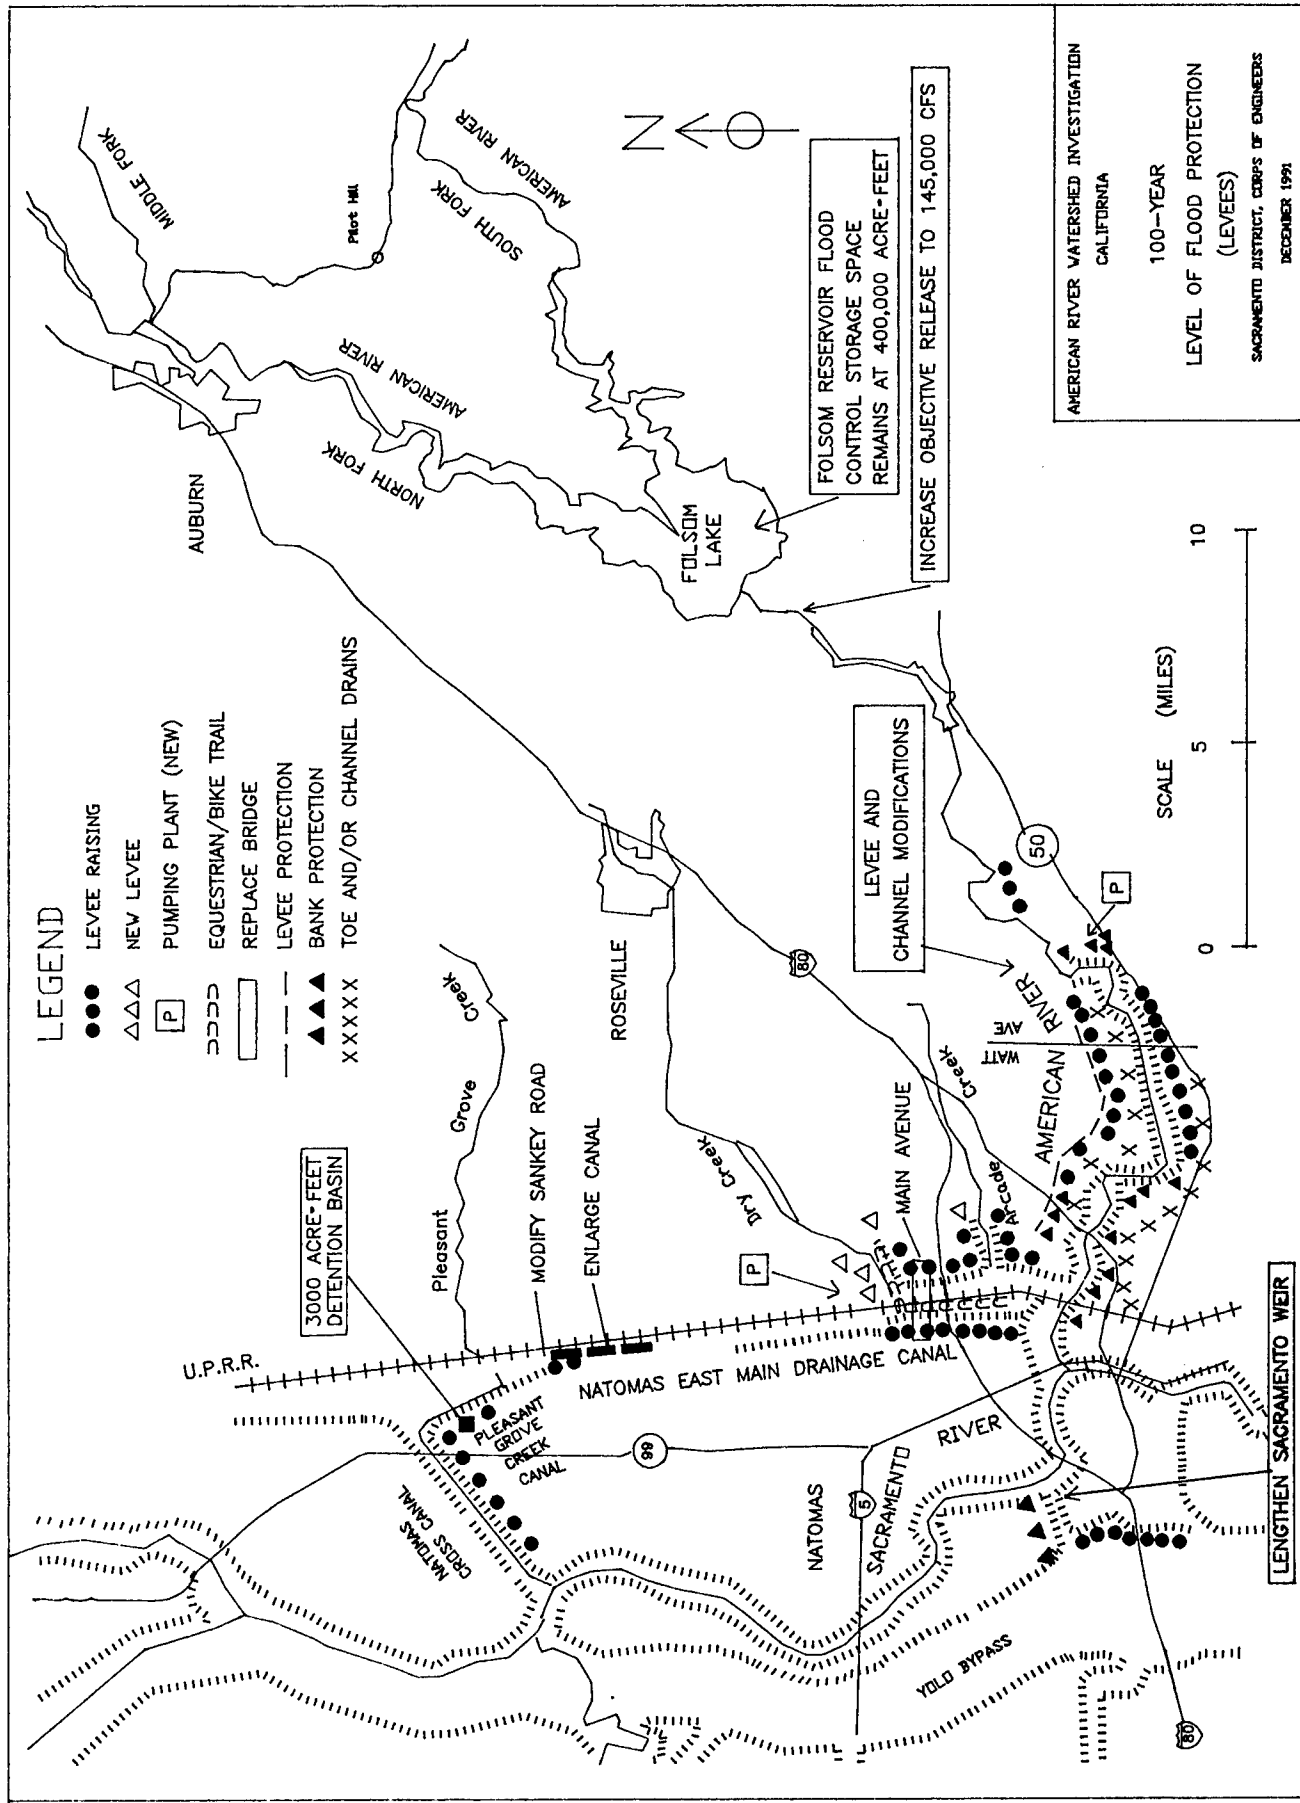 LEGEND
LEVEE RAISING
NEW LEVEE
P
PUMPING PLANT (NEW)
EQUESTRIAN/BIKE TRAIL
REPLACE BRIDGE
LEVEE PROTECTION
BANK PROTECTION
XXXXX
TOE AND/OR CHANNEL DRAINS
MIDDLE FORK
Pilot Hill
SOUTH FORK
AMERICAN RIVER
NORTH FORK
AMERICAN RIVER
AUBURN
N
FOLSOM
LAKE
FOLSOM RESERVOIR FLOOD
CONTROL STORAGE SPACE
REMAINS AT 400,000 ACRE-FEET
INCREASE OBJECTIVE RELEASE TO 145,000 CFS
3000 ACRE-FEET
DETENTION BASIN
Pleasant
Grove
Creek
MODIFY SANKEY ROAD
ENLARGE CANAL
ROSEVILLE
80
Dry Creek
P
MAIN AVENUE
Arcade
Creek
LEVEE AND
CHANNEL MODIFICATIONS
AMERICAN
RIVER
WATT
AVE
50
P
U.P.R.R.
NATOMAS EAST MAIN DRAINAGE CANAL
PLEASANT
GROVE
CREEK
CANAL
NATOMAS
CROSS CANAL
99
NATOMAS
5
SACRAMENTO
RIVER
YOLO BYPASS
80
LENGTHEN SACRAMENTO WEIR
0
5
10
SCALE (MILES)
AMERICAN RIVER WATERSHED INVESTIGATION
CALIFORNIA
100-YEAR
LEVEL OF FLOOD PROTECTION
(LEVEES)
SACRAMENTO DISTRICT, CORPS OF ENGINEERS
DECEMBER 1991